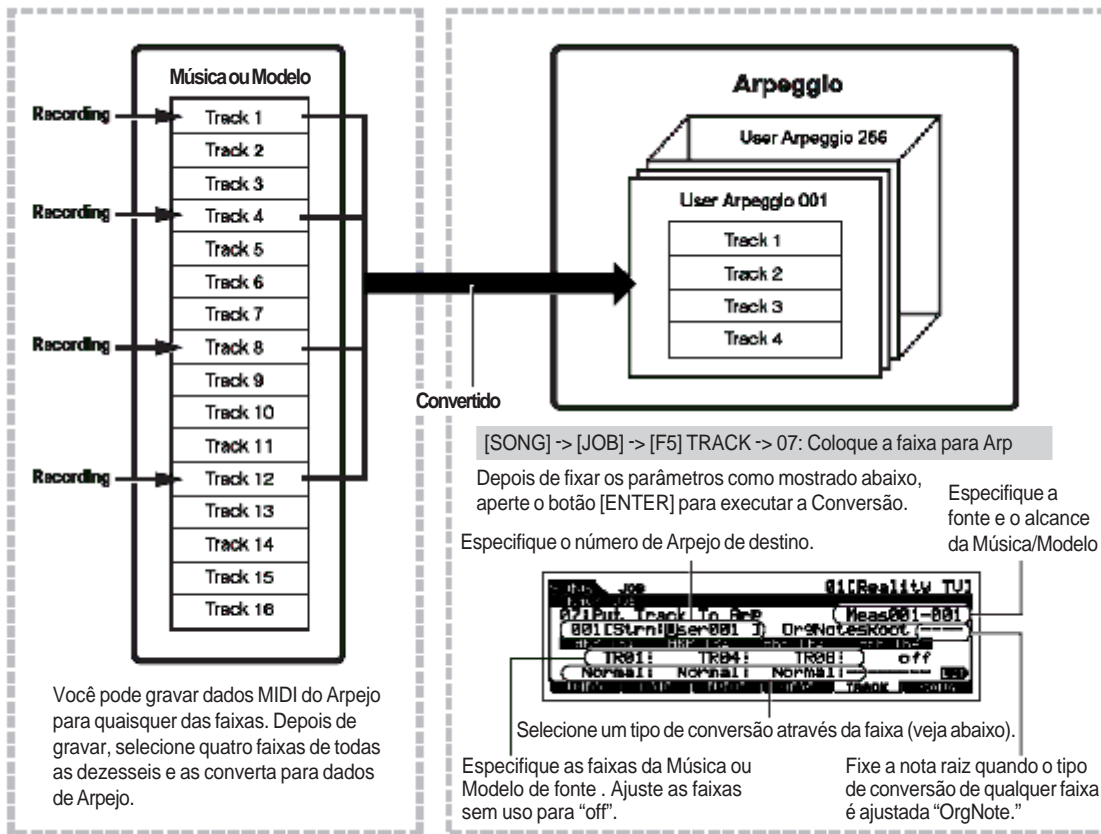 Música ou Modelo
Recording
Track 1
Track 2
Track 3
Recording
Track 4
Track 5
Track 6
Track 7
Recording
Track 8
Track 9
Track 10
Track 11
Recording
Track 12
Track 13
Track 14
Track 15
Track 16
Você pode gravar dados MIDI do Arpejo
para quaisquer das faixas. Depois de
gravar, selecione quatro faixas de todas
as dezesseis e as converta para dados
de Arpejo.
Convertido
Arpeggio
User Arpeggio 256
User Arpeggio 001
Track 1
Track 2
Track 3
Track 4
[SONG] -> [JOB] -> [F5] TRACK -> 07: Coloque a faixa para Arp
Depois de fixar os parâmetros como mostrado abaixo,
aperte o botão [ENTER] para executar a Conversão.
Especifique a
fonte e o alcance
da Música/Modelo
Especifique o número de Arpejo de destino.
Job 01[Reality TV]
07:Put Track To Arp Meas001-001
001[Strn:User001 ] OrgNotesRoot ----
TR01: TR04: TR08: off
Normal: Normal: Normal:
TRACK
Selecione um tipo de conversão através da faixa (veja abaixo).
Especifique as faixas da Música ou
Modelo de fonte . Ajuste as faixas
sem uso para “off”.
Fixe a nota raiz quando o tipo
de conversão de qualquer faixa
é ajustada “OrgNote.”